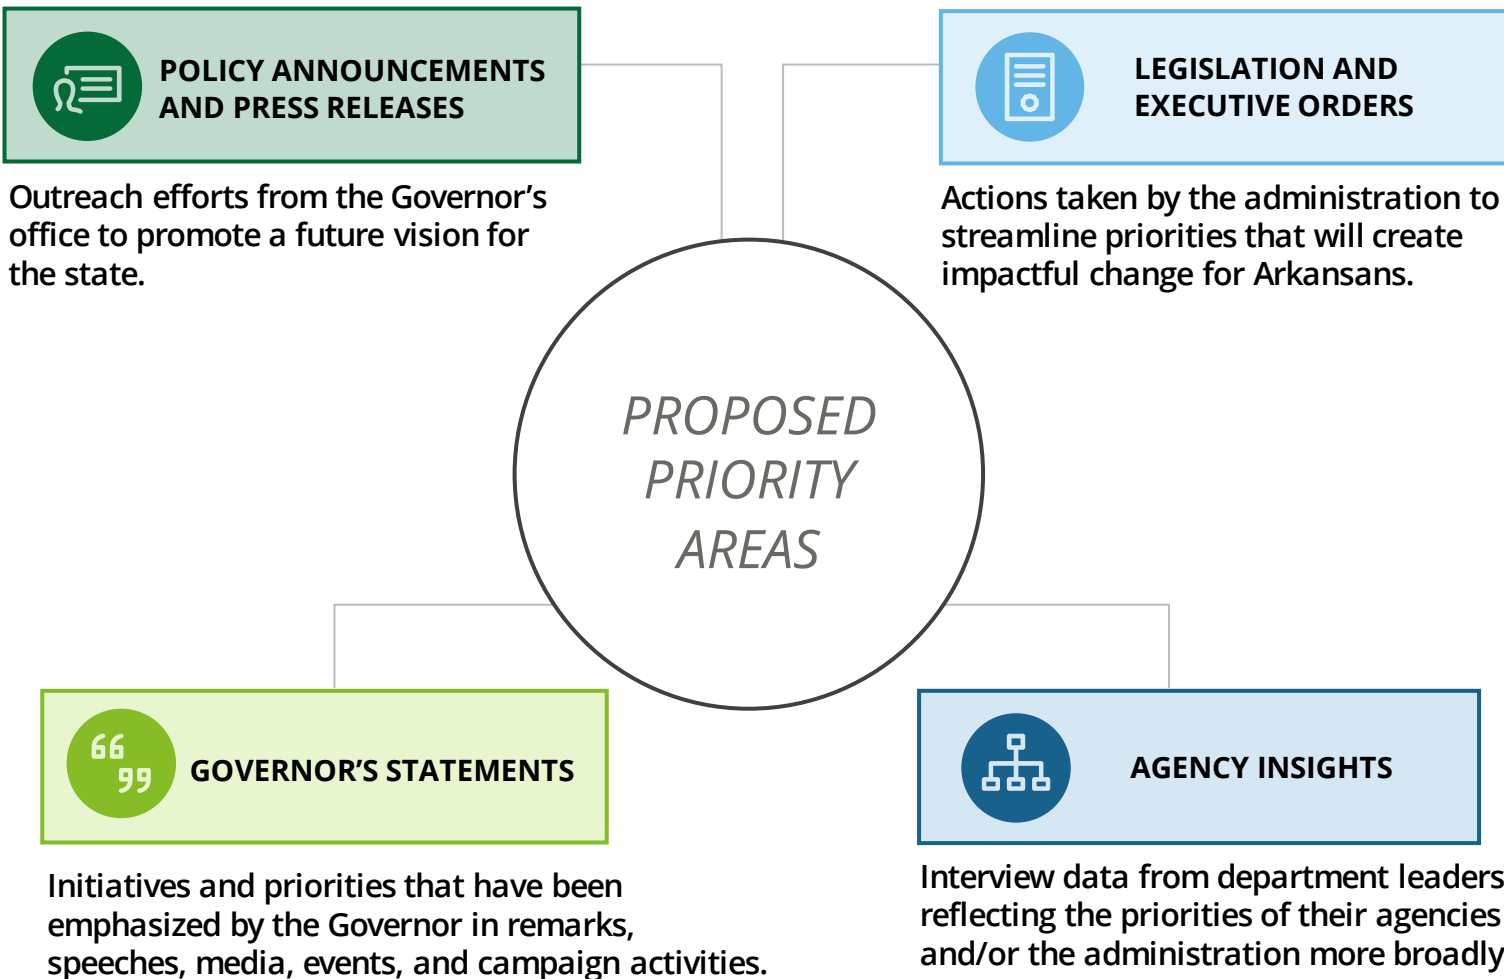 POLICY ANNOUNCEMENTS
AND PRESS RELEASES
Outreach efforts from the Governor’s
office to promote a future vision for
the state.
LEGISLATION AND
EXECUTIVE ORDERS
Actions taken by the administration to
streamline priorities that will create
impactful change for Arkansans.
PROPOSED
PRIORITY
AREAS
GOVERNOR’S STATEMENTS
Initiatives and priorities that have been
emphasized by the Governor in remarks,
speeches, media, events, and campaign activities.
AGENCY INSIGHTS
Interview data from department leaders
reflecting the priorities of their agencies
and/or the administration more broadly